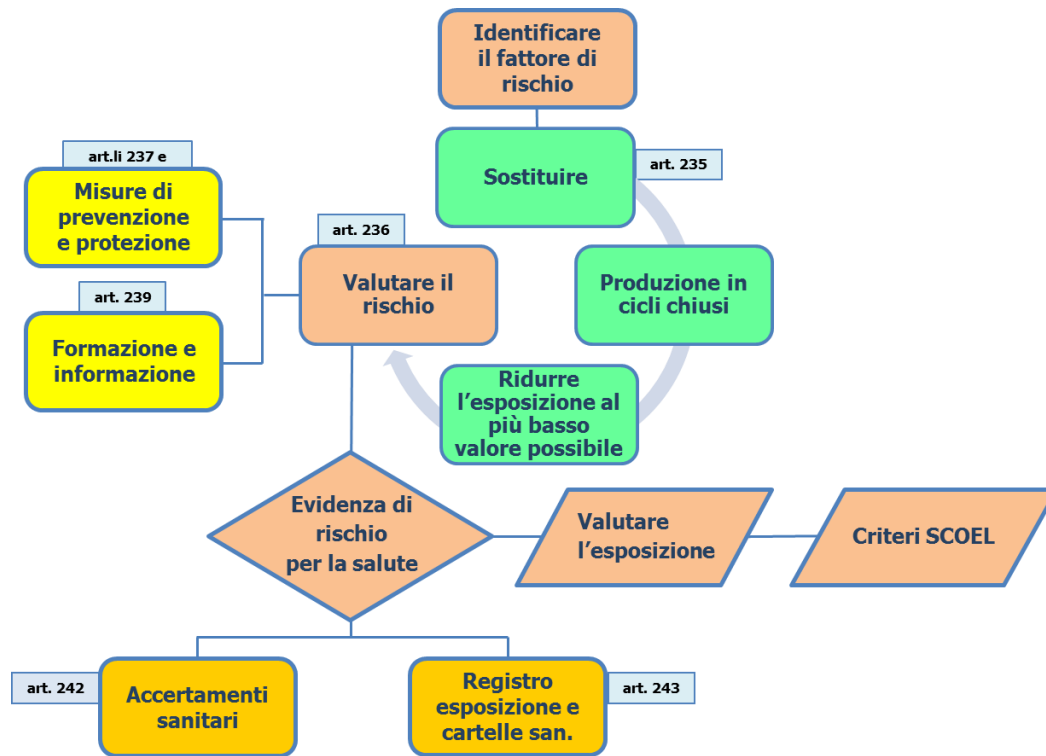 Identificare
il fattore di
rischio
art. 235
Sostituire
art.li 237 e
Misure di
prevenzione
e protezione
art. 236
Valutare il
rischio
Produzione in
cicli chiusi
art. 239
Formazione e
informazione
Ridurre
l’esposizione al
più basso
valore possibile
Evidenza di
rischio
per la salute
Valutare
l’esposizione
Criteri SCOEL
art. 242
Accertamenti
sanitari
Registro
esposizione e
cartelle san.
art. 243